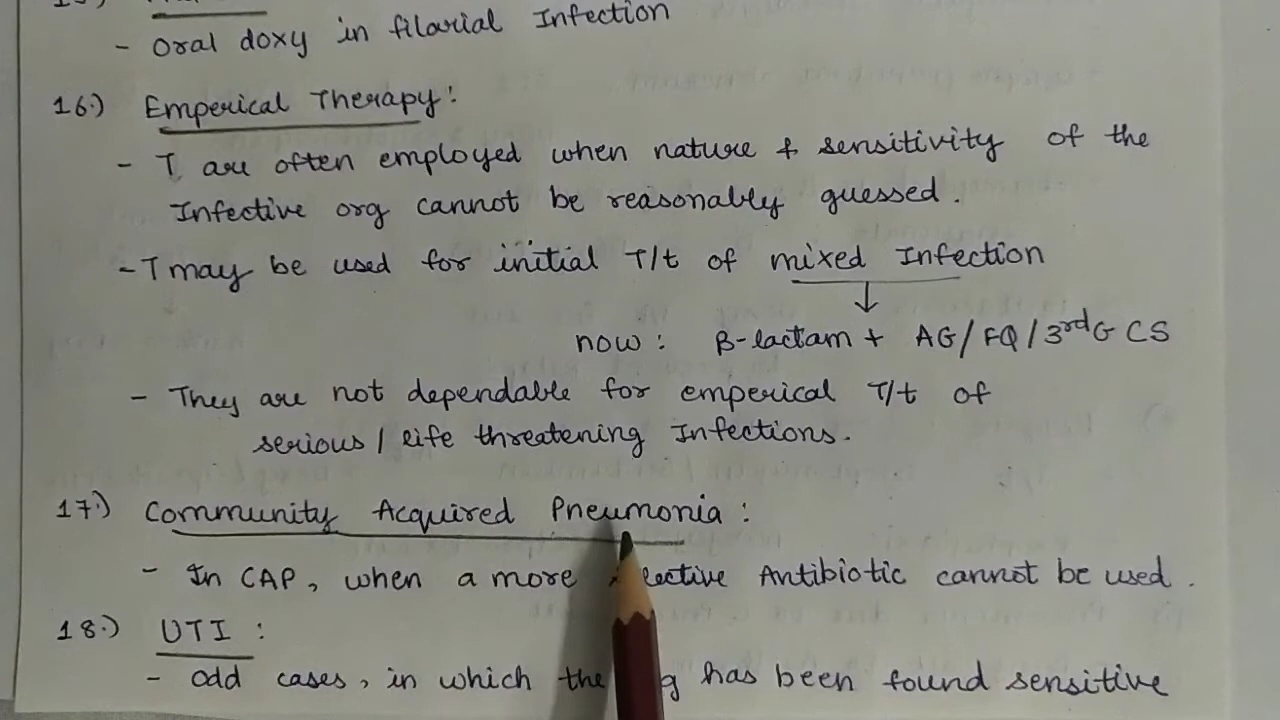 - Oral doxy in filarial Infection
16.) Emperical Therapy:
- T are often employed when nature & sensitivity of the
Infective org cannot be reasonably guessed.
- T may be used for initial T/t of mixed Infection
↓
now: β-lactam + AG/FQ/3rdG CS
- They are not dependable for emperical T/t of
serious/life threatening Infections.
17.) Community Acquired Pneumonia:
- In CAP, when a more cannot be used.
18.) UTI:
- odd cases, in which the has been found sensitive